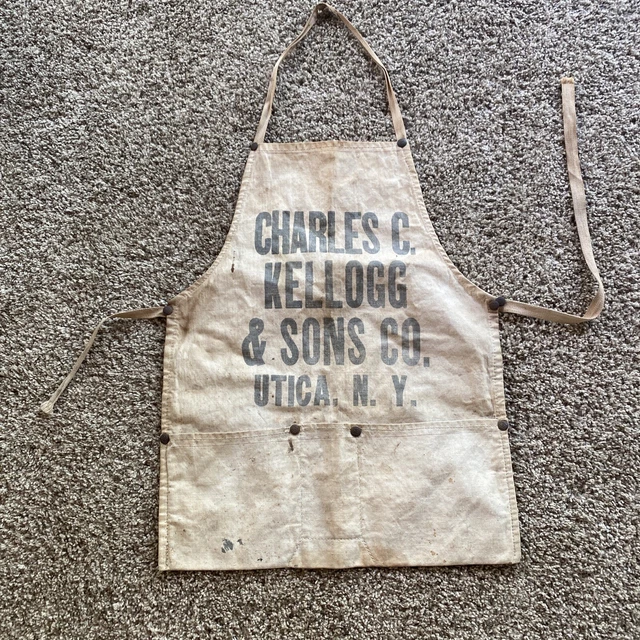 CHARLES C.
KELLOGG
& SONS CO.
UTICA, N. Y.